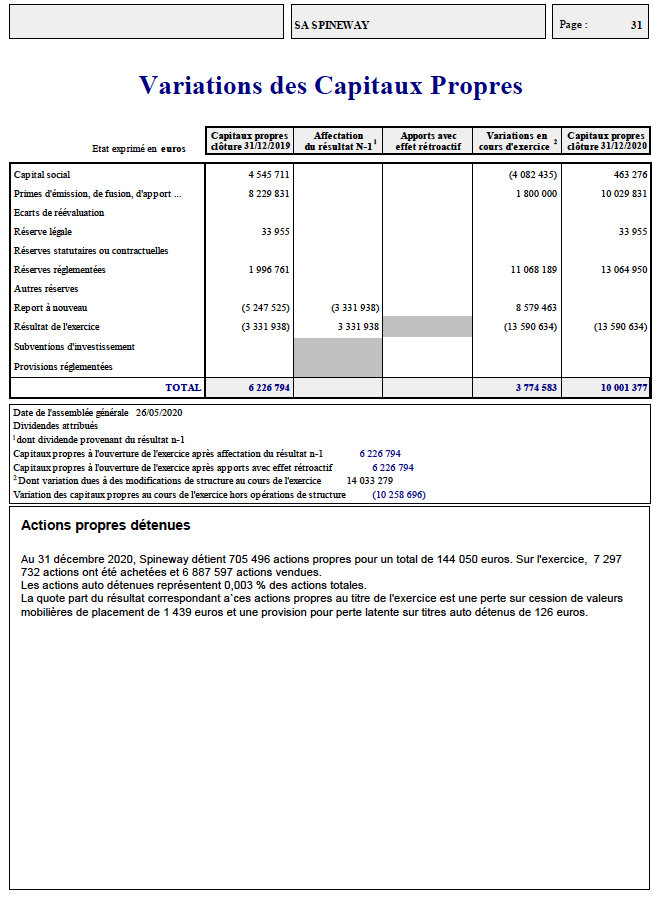 SA SPINEWAY
Page : 31
Variations des Capitaux Propres
Etat exprimé en euros
Capitaux propres clôture 31/12/2019 Affectation du résultat N-1 1 Apports avec effet rétroactif Variations en cours d'exercice 2 Capitaux propres clôture 31/12/2020
Capital social 4 545 711 (4 082 435) 463 276
Primes d'émission, de fusion, d'apport ... 8 229 831 1 800 000 10 029 831
Ecarts de réévaluation
Réserve légale 33 955 33 955
Réserves statutaires ou contractuelles
Réserves réglementées 1 996 761 11 068 189 13 064 950
Autres réserves
Report à nouveau (5 247 525) (3 331 938) 8 579 463
Résultat de l'exercice (3 331 938) 3 331 938 (13 590 634) (13 590 634)
Subventions d'investissement
Provisions réglementées
TOTAL 6 226 794 3 774 583 10 001 377
Date de l'assemblée générale 26/05/2020
Dividendes attribués
1 dont dividende provenant du résultat n-1
Capitaux propres à l'ouverture de l'exercice après affectation du résultat n-1 6 226 794
Capitaux propres à l'ouverture de l'exercice après apports avec effet rétroactif 6 226 794
2 Dont variation dues à des modifications de structure au cours de l'exercice 14 033 279
Variation des capitaux propres au cours de l'exercice hors opérations de structure (10 258 696)
Actions propres détenues
Au 31 décembre 2020, Spineway détient 705 496 actions propres pour un total de 144 050 euros. Sur l'exercice, 7 297
732 actions ont été achetées et 6 887 597 actions vendues.
Les actions auto détenues représentent 0,003 % des actions totales.
La quote part du résultat correspondant a`ces actions propres au titre de l'exercice est une perte sur cession de valeurs
mobilières de placement de 1 439 euros et une provision pour perte latente sur titres auto détenus de 126 euros.